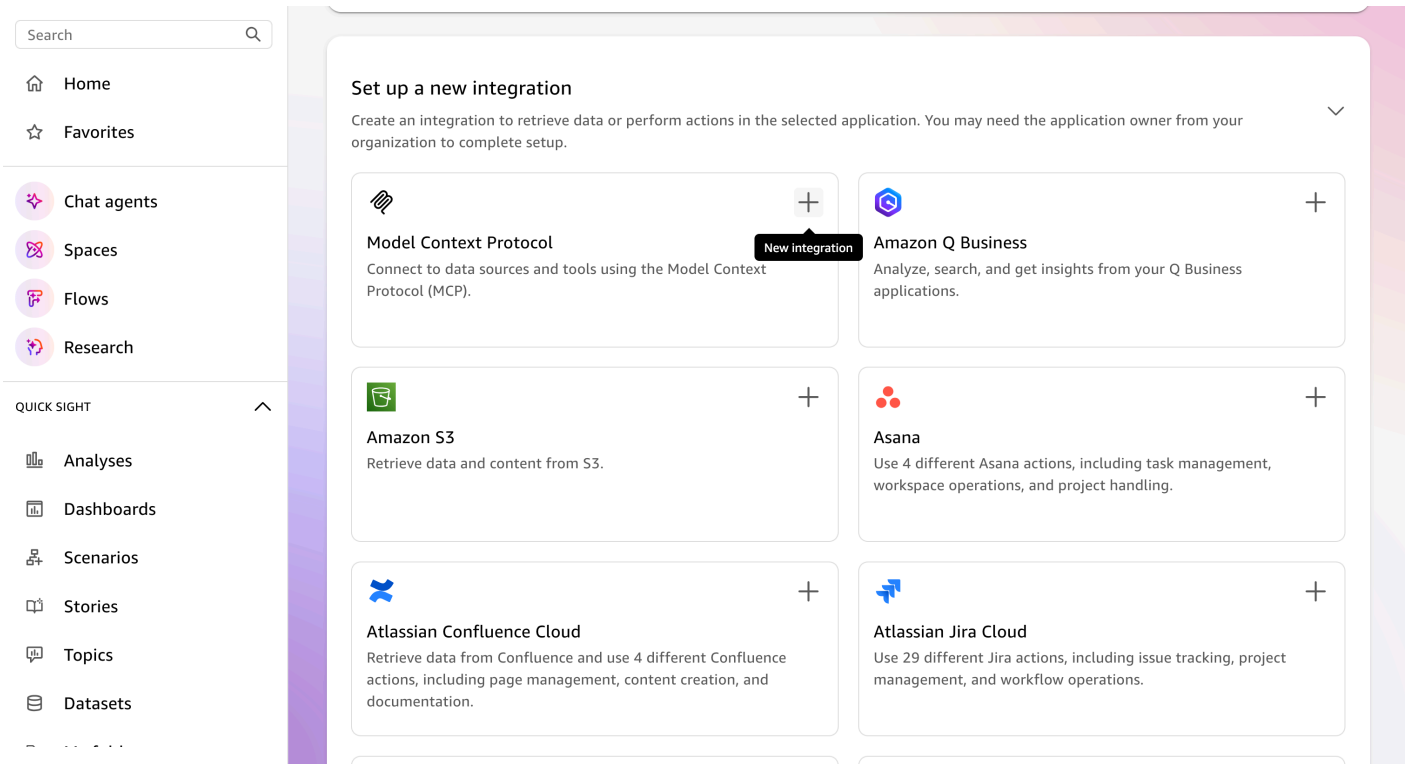 Search
Home
Favorites
Chat agents
Spaces
Flows
Research
QUICK SIGHT
Analyses
Dashboards
Scenarios
Stories
Topics
Datasets
Set up a new integration
Create an integration to retrieve data or perform actions in the selected application. You may need the application owner from your
organization to complete setup.
Model Context Protocol
Connect to data sources and tools using the Model Context
Protocol (MCP).
New integration
Amazon Q Business
Analyze, search, and get insights from your Q Business
applications.
Amazon S3
Retrieve data and content from S3.
Asana
Use 4 different Asana actions, including task management,
workspace operations, and project handling.
Atlassian Confluence Cloud
Retrieve data from Confluence and use 4 different Confluence
actions, including page management, content creation, and
documentation.
Atlassian Jira Cloud
Use 29 different Jira actions, including issue tracking, project
management, and workflow operations.